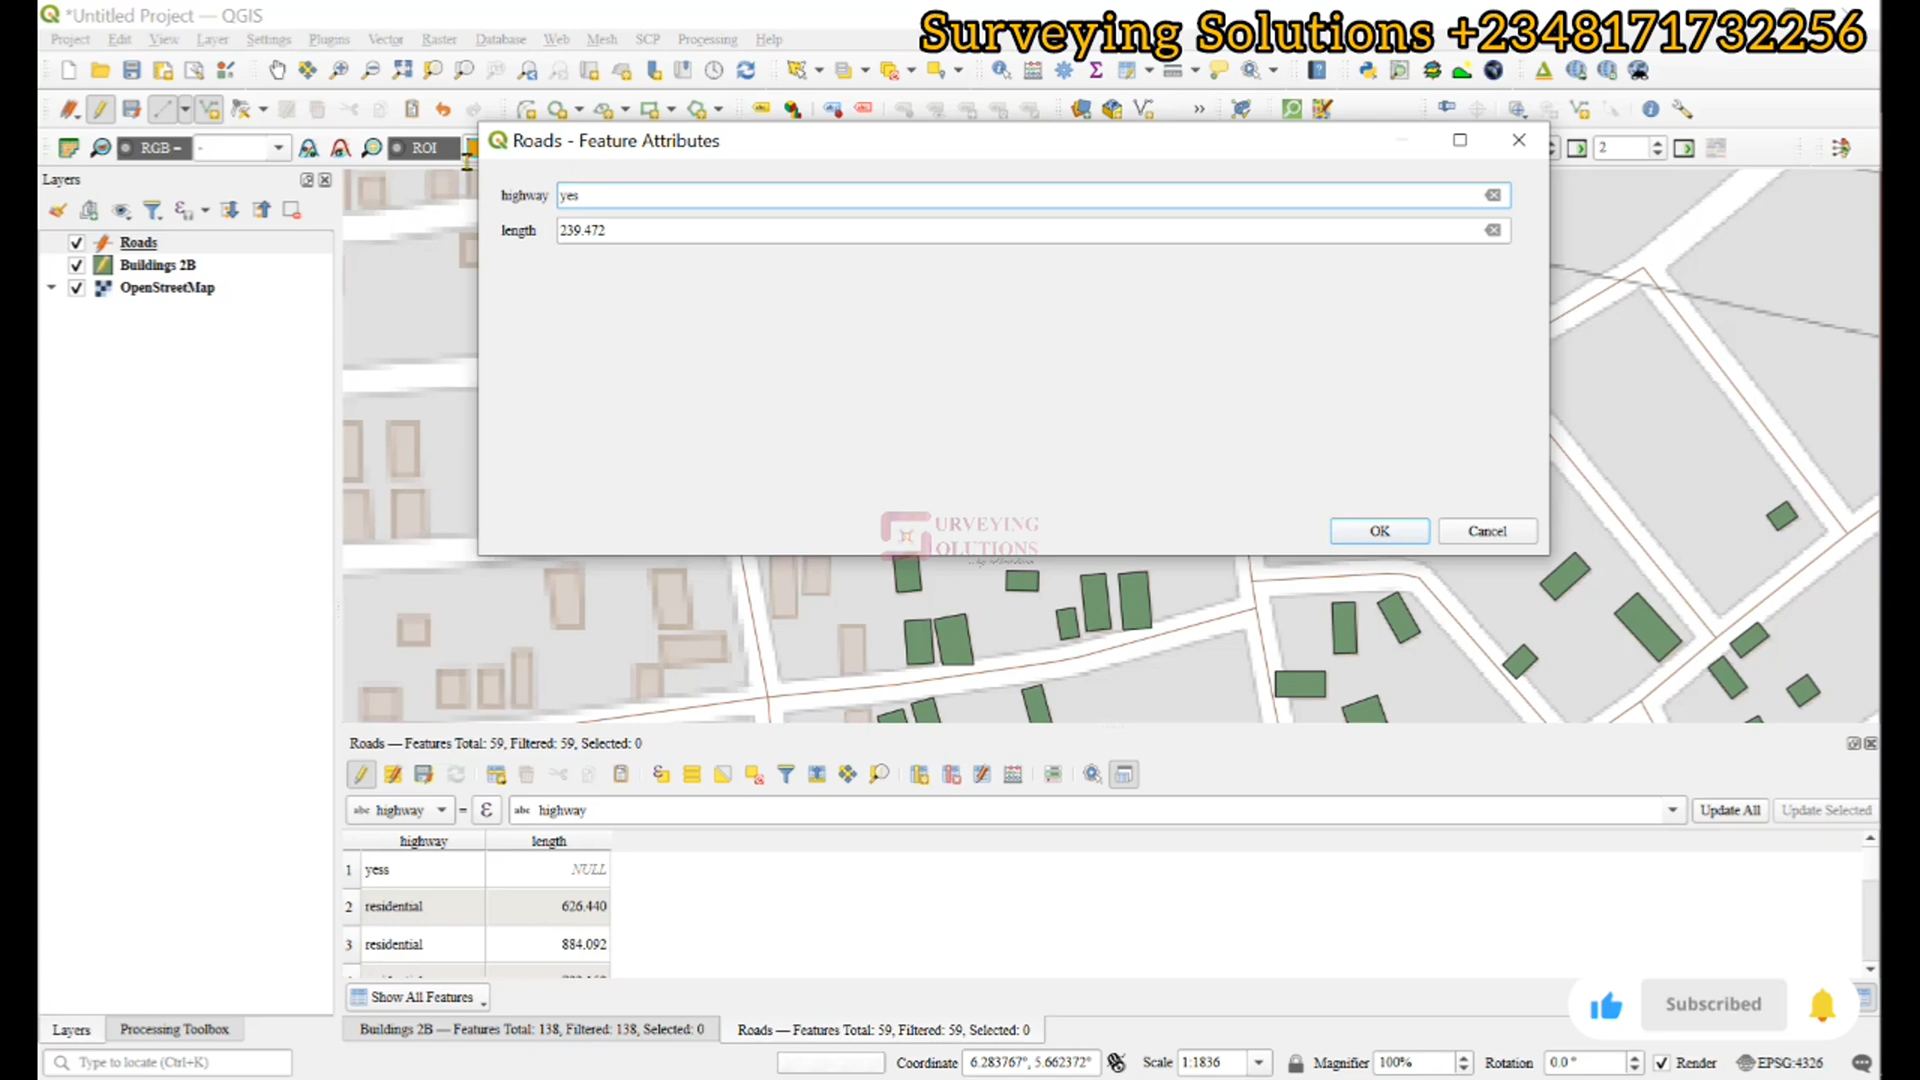 *Untitled Project — QGIS
Surveying Solutions +2348171732256
Project Edit View Layer Settings Plugins Vector Raster Database Web Mesh SCP Processing Help
RGB = - ROI 2
Roads - Feature Attributes
Layers
highway yes
length 239.472
Roads
Buildings 2B
OpenStreetMap
OK Cancel
URVEYING
OLUTIONS
Roads — Features Total: 59, Filtered: 59, Selected: 0
abc highway = ε abc highway Update All Update Selected
highway length
1 yess NULL
2 residential 626.440
3 residential 884.092
Show All Features
Subscribed
Layers Processing Toolbox Buildings 2B — Features Total: 138, Filtered: 138, Selected: 0 Roads — Features Total: 59, Filtered: 59, Selected: 0
Type to locate (Ctrl+K) Coordinate 6.283767°, 5.662372° Scale 1:1836 Magnifier 100% Rotation 0.0 ° Render EPSG:4326